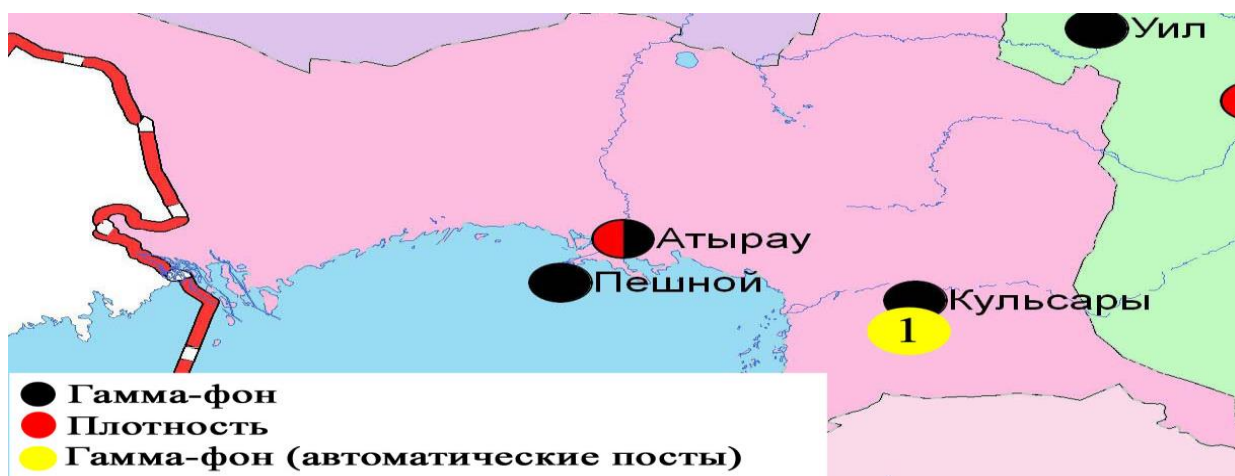 Уил
Атырау
Пешной
Кульсары
1
Гамма-фон
Плотность
Гамма-фон (автоматические посты)